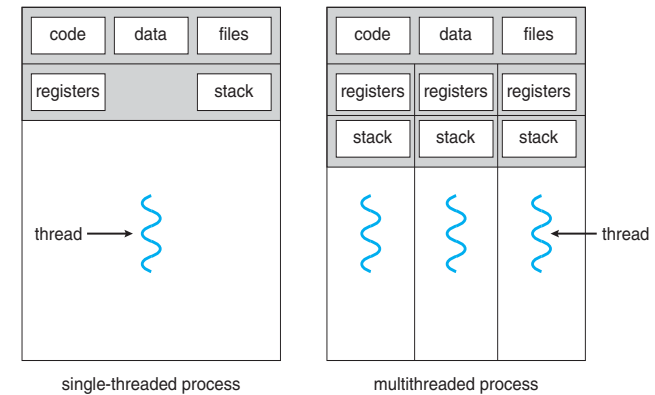 code data files
registers stack
thread
single-threaded process
code data files
registers registers registers
stack stack stack
thread
multithreaded process